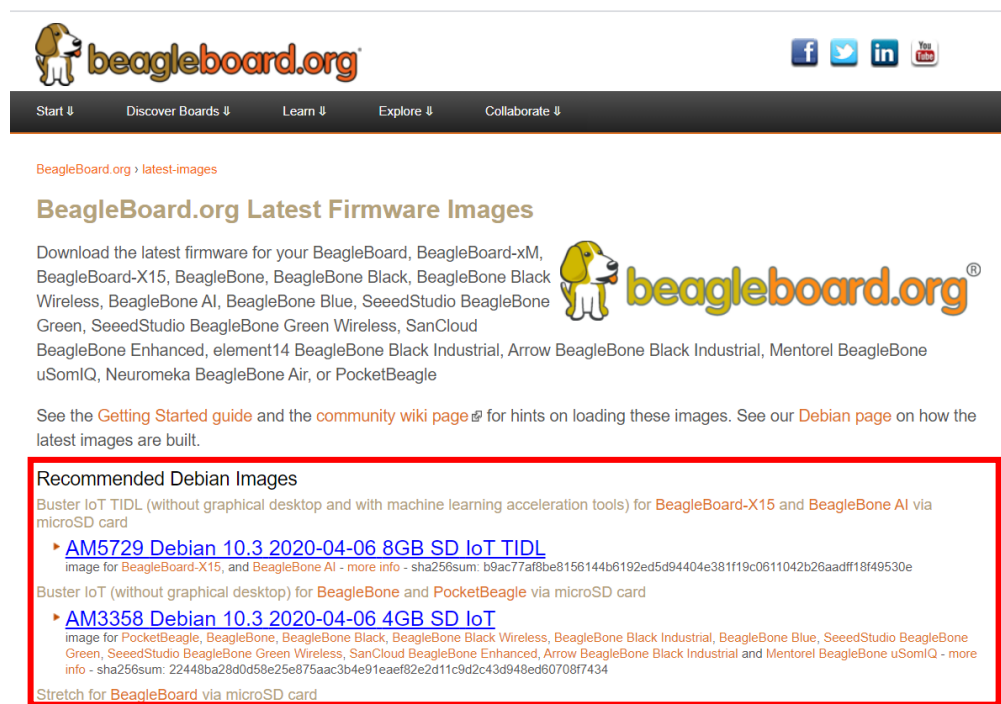 beagleboard.org
You Tube
Start ⇓ Discover Boards ⇓ Learn ⇓ Explore ⇓ Collaborate ⇓
BeagleBoard.org › latest-images
BeagleBoard.org Latest Firmware Images
Download the latest firmware for your BeagleBoard, BeagleBoard-xM,
BeagleBoard-X15, BeagleBone, BeagleBone Black, BeagleBone Black
Wireless, BeagleBone AI, BeagleBone Blue, SeeedStudio BeagleBone
Green, SeeedStudio BeagleBone Green Wireless, SanCloud
beagleboard.org®
BeagleBone Enhanced, element14 BeagleBone Black Industrial, Arrow BeagleBone Black Industrial, Mentorel BeagleBone
uSomIQ, Neuromeka BeagleBone Air, or PocketBeagle
See the Getting Started guide and the community wiki page for hints on loading these images. See our Debian page on how the
latest images are built.
Recommended Debian Images
Buster IoT TIDL (without graphical desktop and with machine learning acceleration tools) for BeagleBoard-X15 and BeagleBone AI via
microSD card
AM5729 Debian 10.3 2020-04-06 8GB SD IoT TIDL
image for BeagleBoard-X15, and BeagleBone AI - more info - sha256sum: b9ac77af8be8156144b6192ed5d94404e381f19c0611042b26aadff18f49530e
Buster IoT (without graphical desktop) for BeagleBone and PocketBeagle via microSD card
AM3358 Debian 10.3 2020-04-06 4GB SD IoT
image for PocketBeagle, BeagleBone, BeagleBone Black, BeagleBone Black Wireless, BeagleBone Black Industrial, BeagleBone Blue, SeeedStudio BeagleBone
Green, SeeedStudio BeagleBone Green Wireless, SanCloud BeagleBone Enhanced, Arrow BeagleBone Black Industrial and Mentorel BeagleBone uSomIQ - more
info - sha256sum: 22448ba28d0d58e25e875aac3b4e91eaef82e2d11c9d2c43d948ed60708f7434
Stretch for BeagleBoard via microSD card